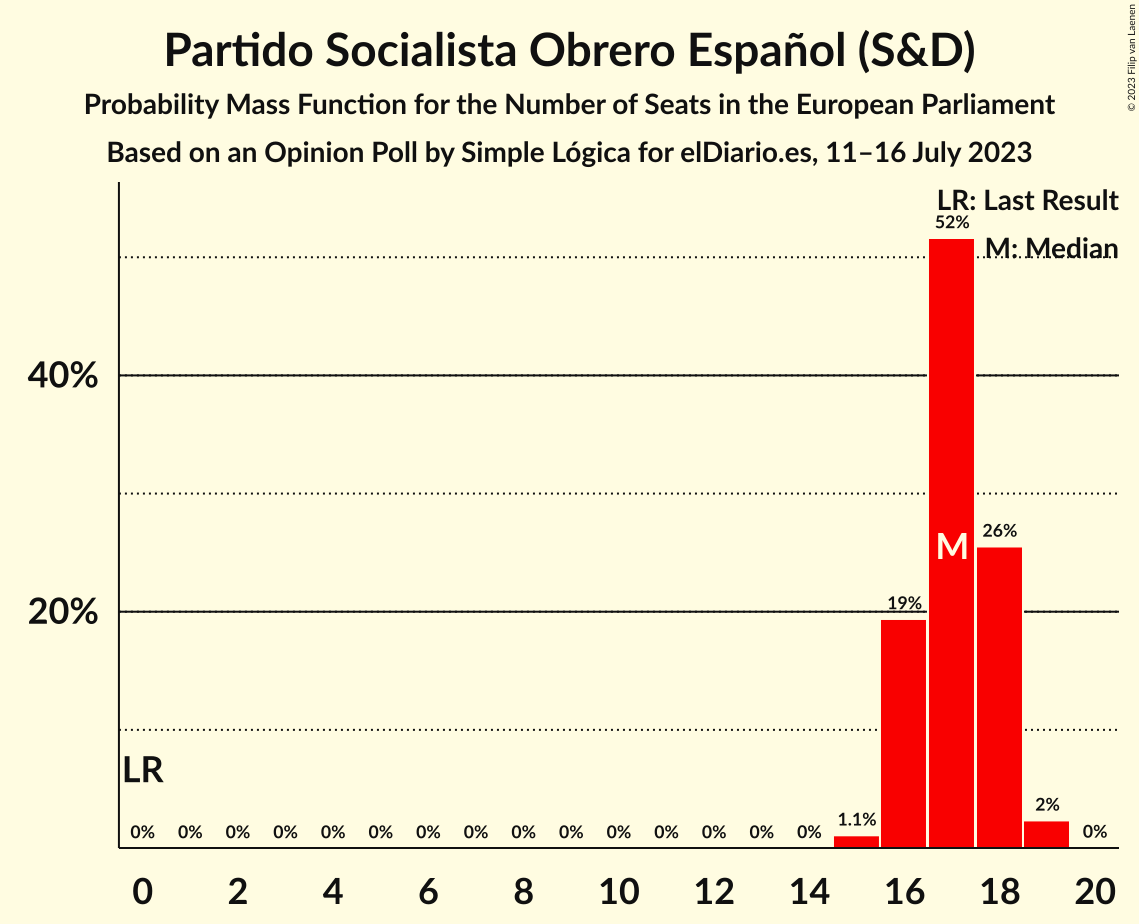 Partido Socialista Obrero Español (S&D)
Probability Mass Function for the Number of Seats in the European Parliament
Based on an Opinion Poll by Simple Lógica for elDiario.es, 11–16 July 2023
© 2023 Filip van Laenen
LR: Last Result
M: Median
52%
40%
M
26%
20%
19%
LR
0% 0% 0% 0% 0% 0% 0% 0% 0% 0% 0% 0% 0% 0% 0% 1.1% 2% 0%
0 2 4 6 8 10 12 14 16 18 20